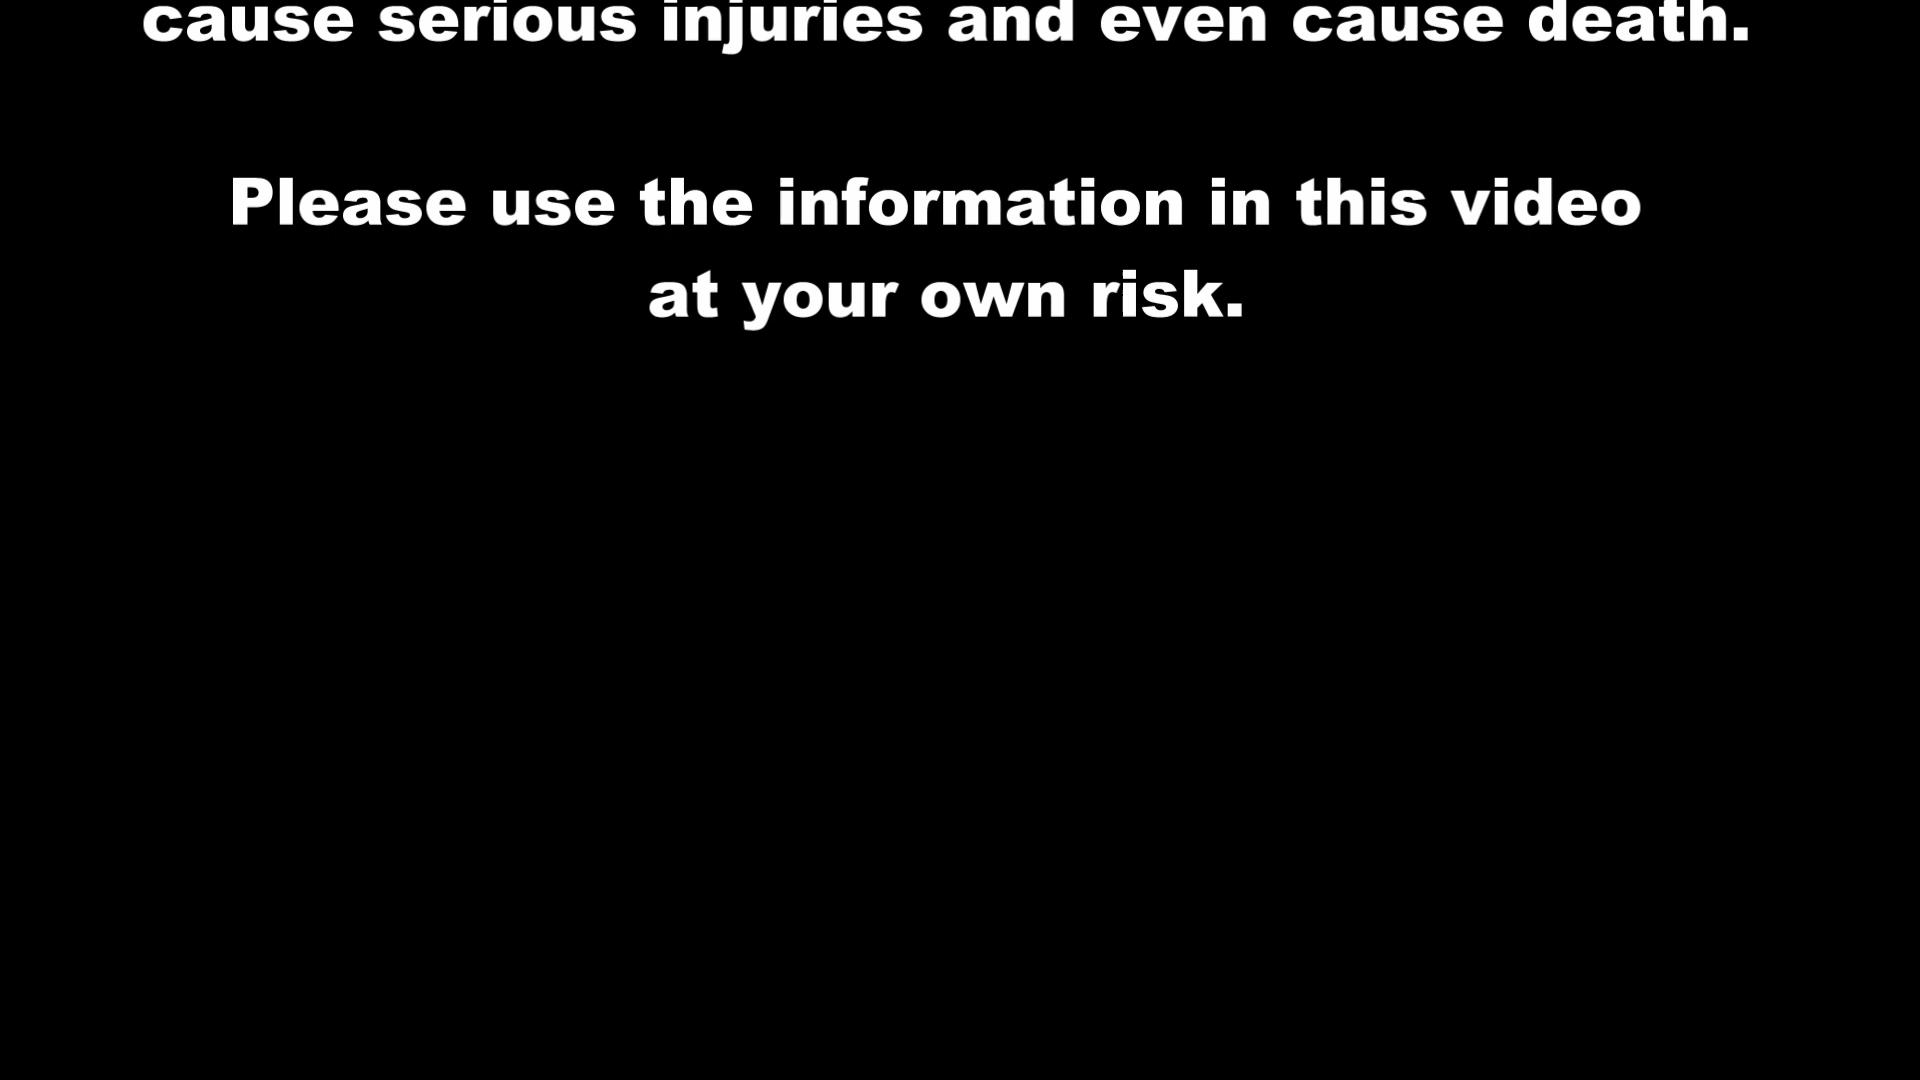 cause serious injuries and even cause death.
Please use the information in this video
at your own risk.